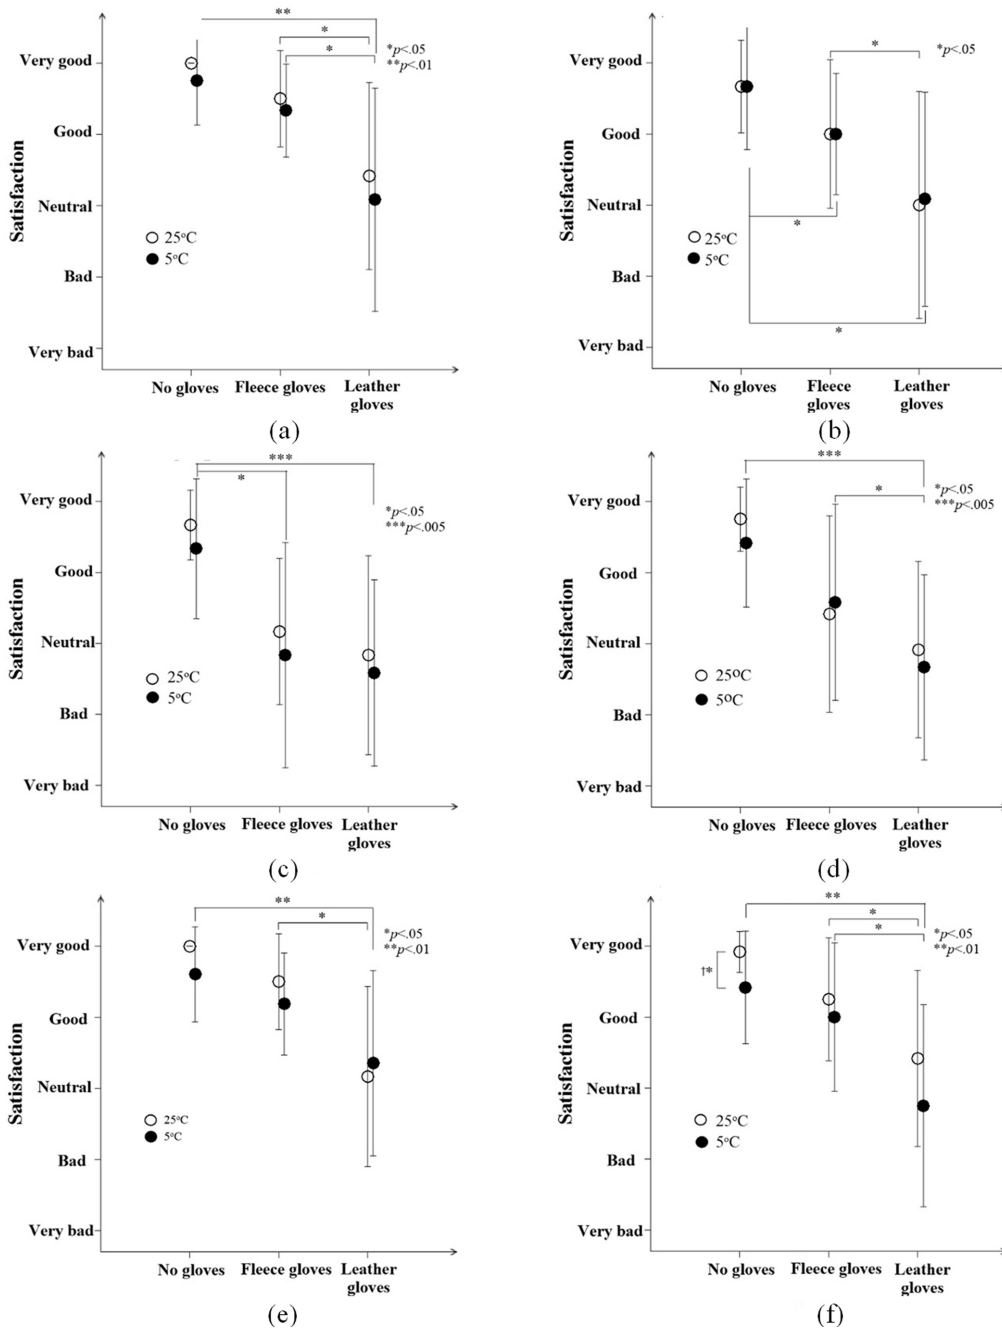 **
*
*
*p<.05
**p<.01
Very good
Good
Neutral
Bad
Very bad
Satisfaction
25°C
5°C
No gloves
Fleece gloves
Leather
gloves
(a)
*
*p<.05
Very good
Good
Neutral
Bad
Very bad
Satisfaction
*
25°C
5°C
*
No gloves
Fleece
gloves
Leather
gloves
(b)
***
*
*p<.05
***p<.005
Very good
Good
Neutral
Bad
Very bad
Satisfaction
25°C
5°C
No gloves
Fleece gloves
Leather
gloves
(c)
***
*
*p<.05
***p<.005
Very good
Good
Neutral
Bad
Very bad
Satisfaction
25°C
5°C
No gloves
Fleece gloves
Leather
gloves
(d)
**
*
*p<.05
**p<.01
Very good
Good
Neutral
Bad
Very bad
Satisfaction
25°C
5°C
No gloves
Fleece gloves
Leather
gloves
(e)
**
*
*
*p<.05
**p<.01
†*
Very good
Good
Neutral
Bad
Very bad
Satisfaction
25°C
5°C
No gloves
Fleece gloves
Leather
gloves
(f)